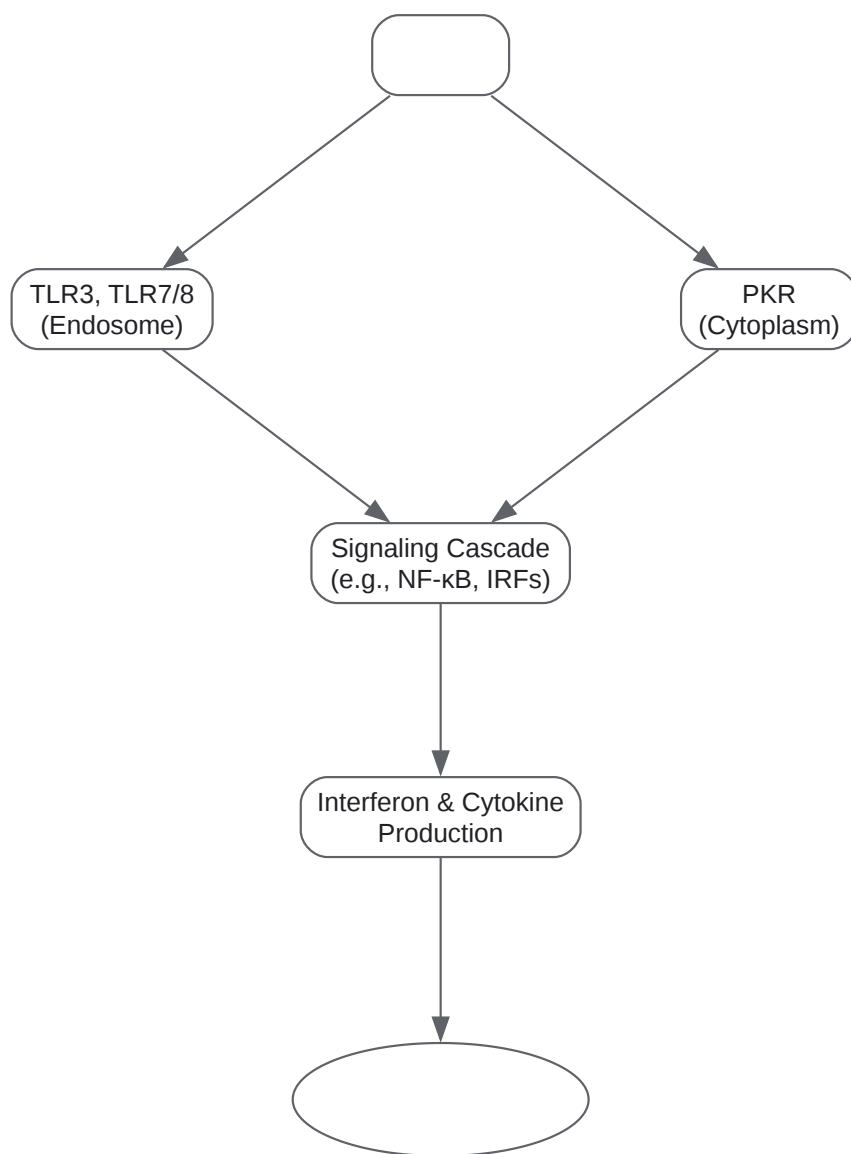 TLR3, TLR7/8
(Endosome)
PKR
(Cytoplasm)
Signaling Cascade
(e.g., NF-κB, IRFs)
Interferon & Cytokine
Production